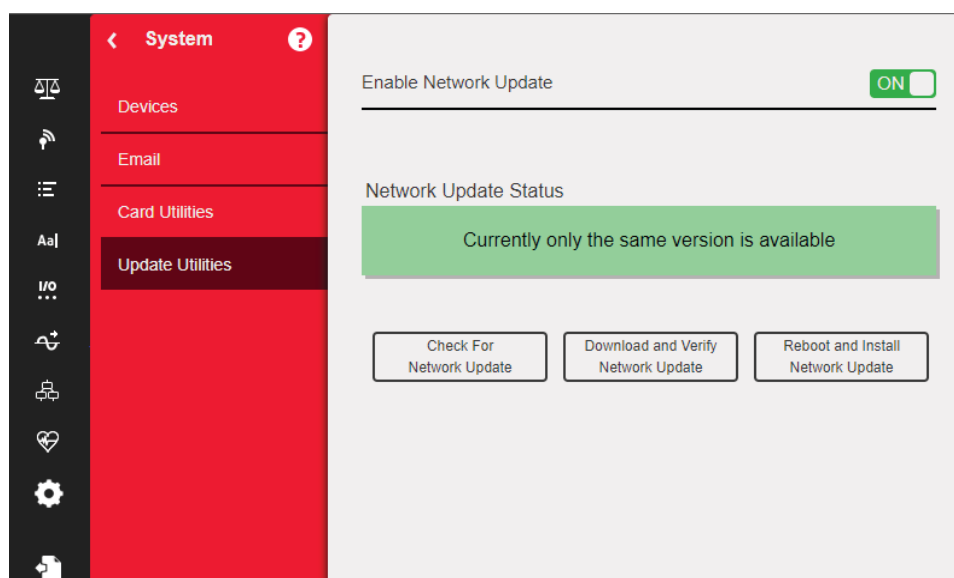 System
?
Devices
Email
Card Utilities
Update Utilities
Aa
I/O
Enable Network Update
ON
Network Update Status
Currently only the same version is available
Check For
Network Update
Download and Verify
Network Update
Reboot and Install
Network Update